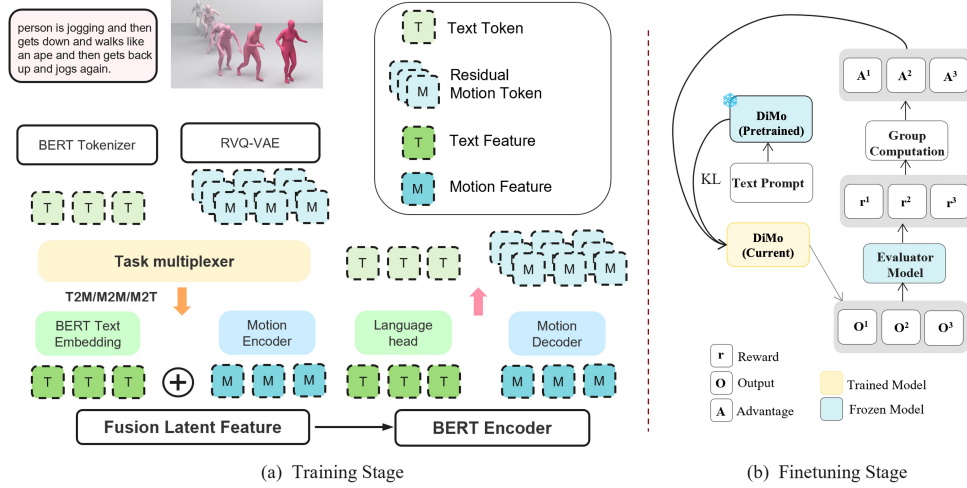 person is jogging and then
gets down and walks like
an ape and then gets back
up and jogs again.
BERT Tokenizer
RVQ-VAE
T T T
M M M
Task multiplexer
T2M/M2M/M2T
BERT Text
Embedding
Motion
Encoder
T T T
M M M
Fusion Latent Feature
T Text Token
M Residual
Motion Token
T Text Feature
M Motion Feature
T T T
M M M
Language
head
Motion
Decoder
T T T
M M M
BERT Encoder
(a) Training Stage
A1 A2 A3
Group
Computation
r1 r2 r3
Evaluator
Model
O1 O2 O3
DiMo
(Pretrained)
KL
Text Prompt
DiMo
(Current)
r Reward
O Output
A Advantage
Trained Model
Frozen Model
(b) Finetuning Stage